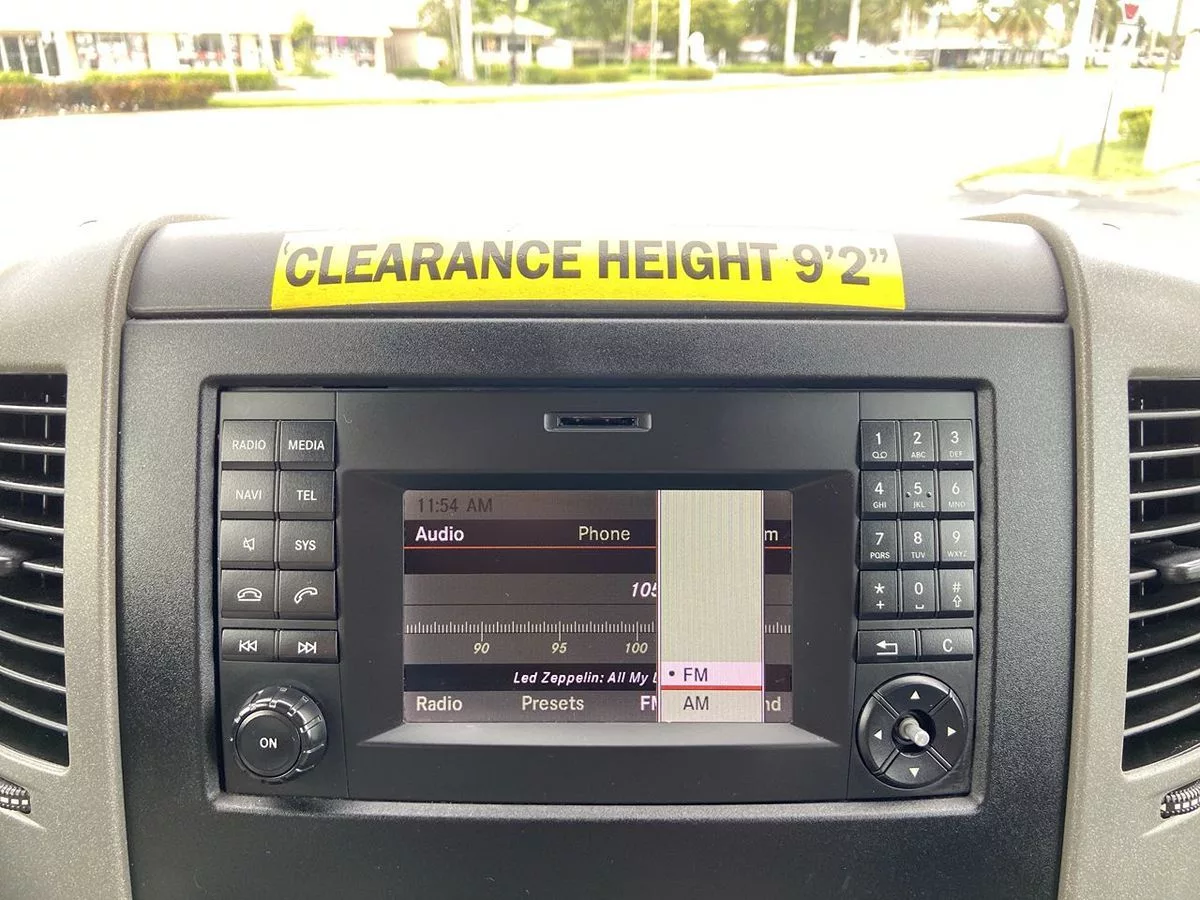 'CLEARANCE HEIGHT 9'2”
RADIO MEDIA
NAVI TEL
SYS
ON
11:54 AM
Audio Phone
105
90 95 100
Led Zeppelin: All My
FM
AM
Radio Presets
1 2 ABC 3 DEF
4 GHI 5 JKL 6 MNO
7 PQRS 8 TUV 9 WXYZ
* + 0 #
C